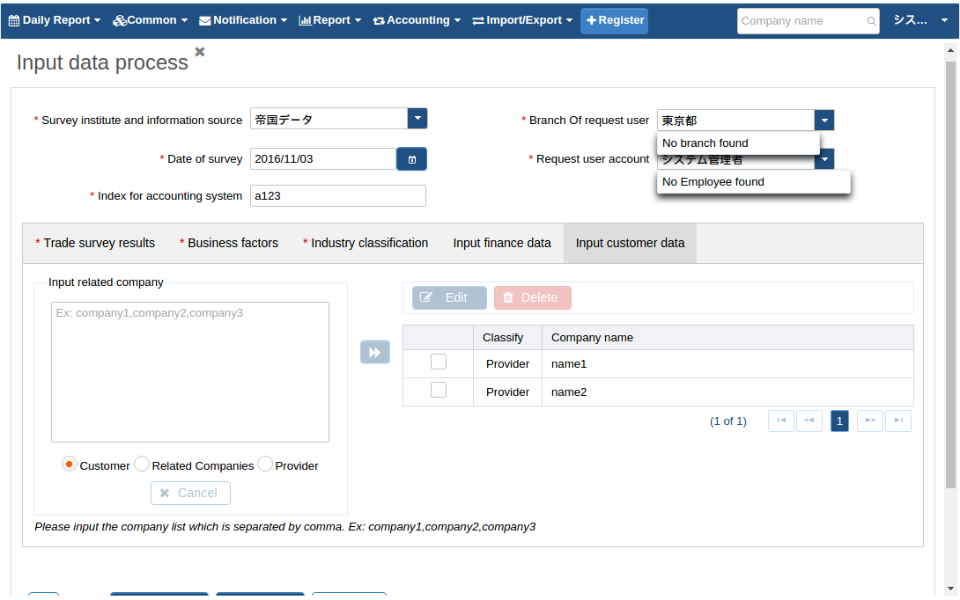 Daily Report Common Notification Report Accounting Import/Export Register Company name シス...
Input data process
* Survey institute and information source 帝国データ * Branch Of request user 東京都
No branch found
* Date of survey 2016/11/03 * Request user account システム管理者
No Employee found
* Index for accounting system a123
* Trade survey results * Business factors * Industry classification Input finance data Input customer data
Input related company
Ex: company1,company2,company3
Edit Delete
Classify Company name
Provider name1
Provider name2
(1 of 1) 1
Customer Related Companies Provider
Cancel
Please input the company list which is separated by comma. Ex: company1,company2,company3